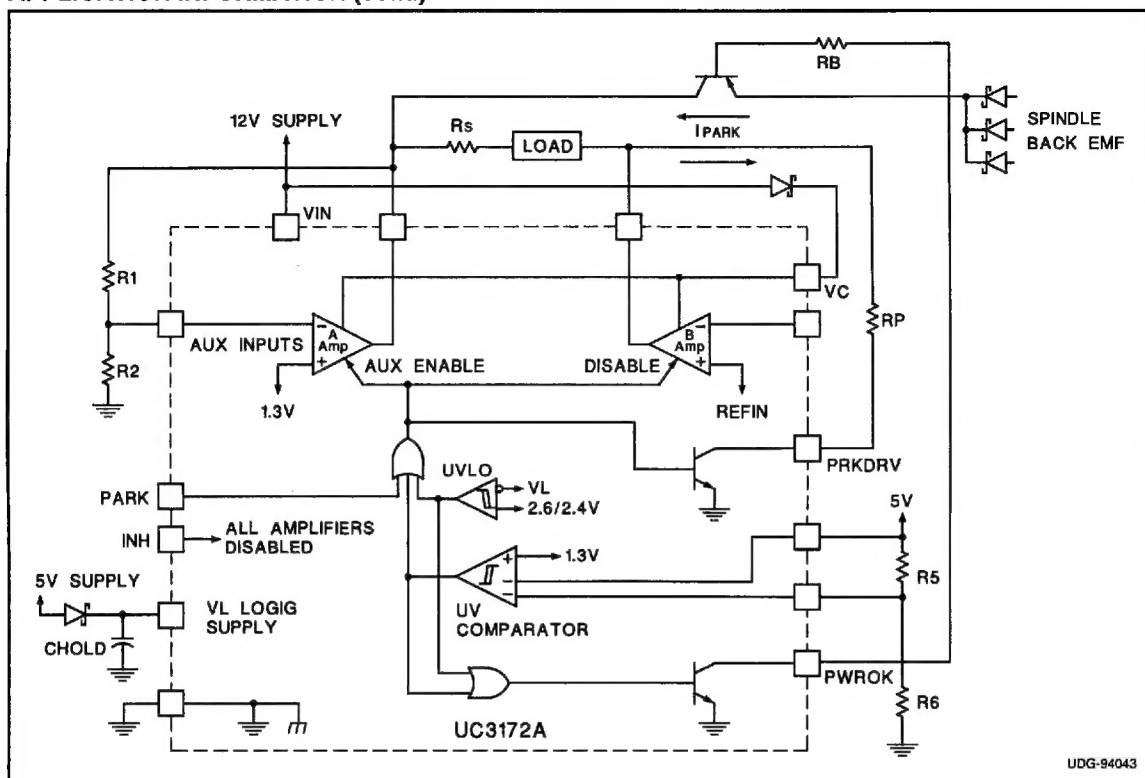 RB
SPINDLE
BACK EMF
IPARK
12V SUPPLY
Rs
LOAD
VIN
R1
VC
RP
A
Amp
B
Amp
AUX INPUTS
AUX ENABLE
DISABLE
R2
1.3V
REFIN
PRKDRV
UVLO
VL
2.6/2.4V
PARK
5V
INH
ALL AMPLIFIERS
DISABLED
1.3V
R5
5V SUPPLY
VL LOGIG
SUPPLY
UV
COMPARATOR
CHOLD
PWROK
R6
UC3172A
UDG-94043